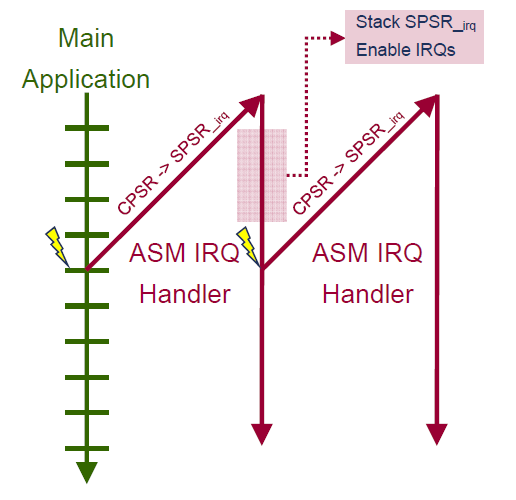 Main
Application
Stack SPSR_irq
Enable IRQs
CPSR -> SPSR_irq
CPSR -> SPSR_irq
ASM IRQ
Handler
ASM IRQ
Handler